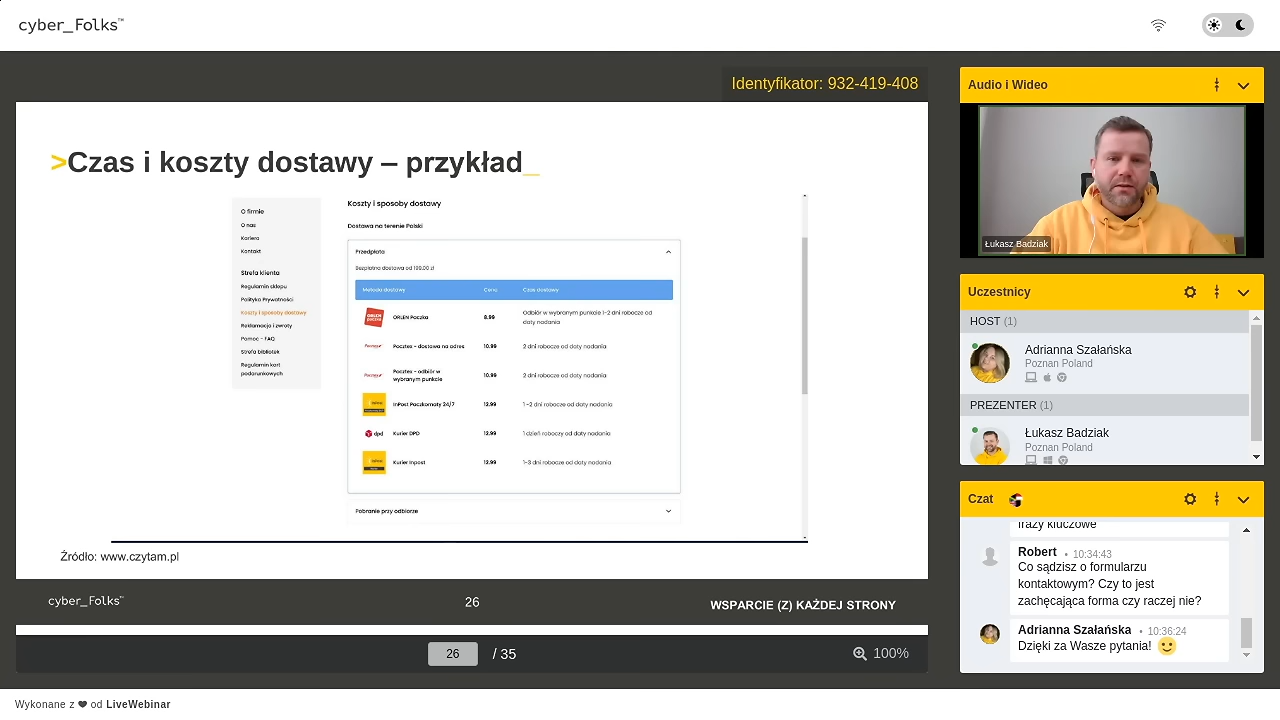 cyber_Folks™
Identyfikator: 932-419-408
>Czas i koszty dostawy – przykład_
O firmie
O nas
Kariera
Kontakt
Strefa klienta
Regulamin sklepu
Polityka Prywatności
Koszty i sposoby dostawy
Reklamacja i zwroty
Pomoc - FAQ
Strefa bibliotek
Regulamin kart
podarunkowych
Koszty i sposoby dostawy
Dostawa na terenie Polski
Przedpłata
Bezpłatna dostawa od 199.00 zł
Metoda dostawy Cena Czas dostawy
ORLEN Paczka 8.99 Odbiór w wybranym punkcie 1-2 dni robocze od
daty nadania
Pocztex - dostawa na adres 10.99 2 dni robocze od daty nadania
Pocztex - odbiór w
wybranym punkcie 10.99 2 dni robocze od daty nadania
InPost Paczkomaty 24/7 12.99 1 -2 dni robocze od daty nadania
dpd Kurier DPD 12.99 1 dzień roboczy od daty nadania
Kurier Inpost 12.99 1-3 dni robocze od daty nadania
Pobranie przy odbiorze
Źródło: www.czytam.pl
cyber_Folks™
26
WSPARCIE (Z) KAŻDEJ STRONY
26 / 35
100%
Audio i Wideo
Łukasz Badziak
Uczestnicy
HOST (1)
Adrianna Szałańska
Poznan Poland
PREZENTER (1)
Łukasz Badziak
Poznan Poland
Czat
frazy kluczowe
Robert • 10:34:43
Co sądzisz o formularzu
kontaktowym? Czy to jest
zachęcająca forma czy raczej nie?
Adrianna Szałańska • 10:36:24
Dzięki za Wasze pytania!
Wykonane z ❤ od LiveWebinar